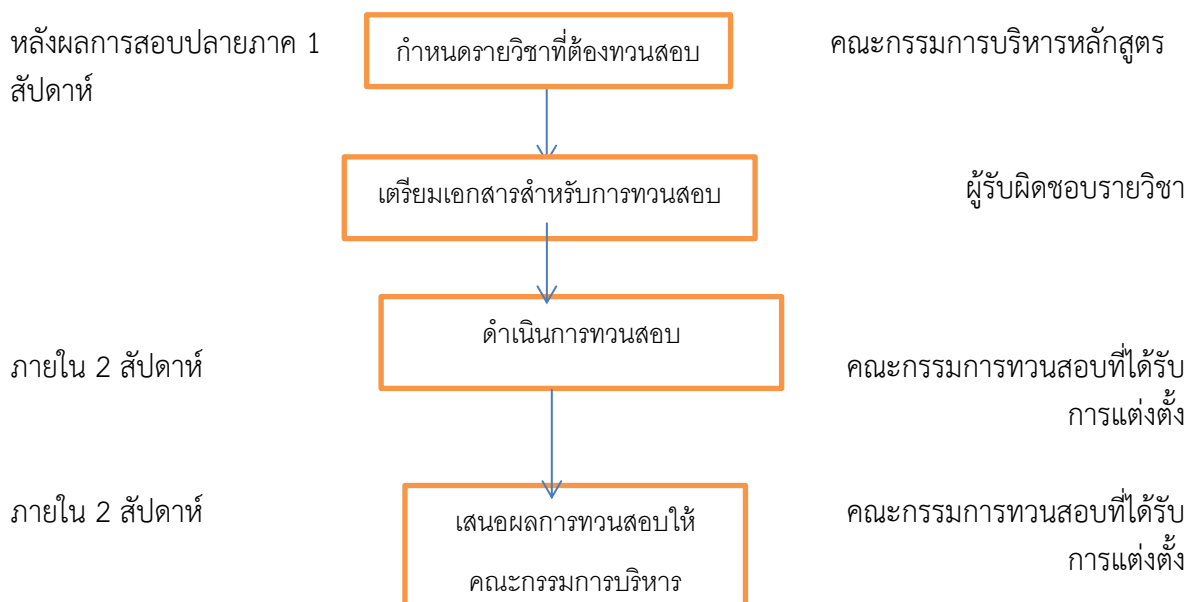 หลังผลการสอบปลายภาค 1
สัปดาห์
กำหนดรายวิชาที่ต้องทวนสอบ
คณะกรรมการบริหารหลักสูตร
เตรียมเอกสารสำหรับการทวนสอบ
ผู้รับผิดชอบรายวิชา
ภายใน 2 สัปดาห์
ดำเนินการทวนสอบ
คณะกรรมการทวนสอบที่ได้รับ
การแต่งตั้ง
ภายใน 2 สัปดาห์
เสนอผลการทวนสอบให้
คณะกรรมการบริหาร
คณะกรรมการทวนสอบที่ได้รับ
การแต่งตั้ง